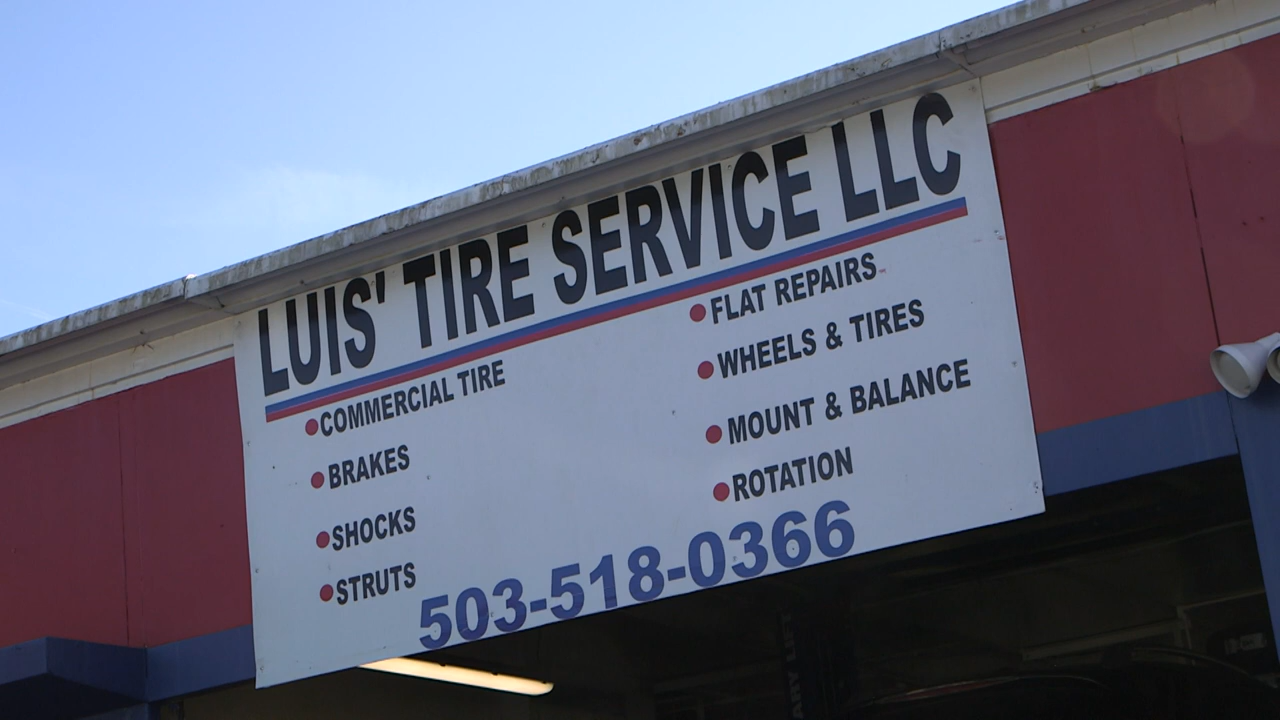 LUIS' TIRE SERVICE LLC
COMMERCIAL TIRE
BRAKES
SHOCKS
STRUTS
FLAT REPAIRS
WHEELS & TIRES
MOUNT & BALANCE
ROTATION
503-518-0366